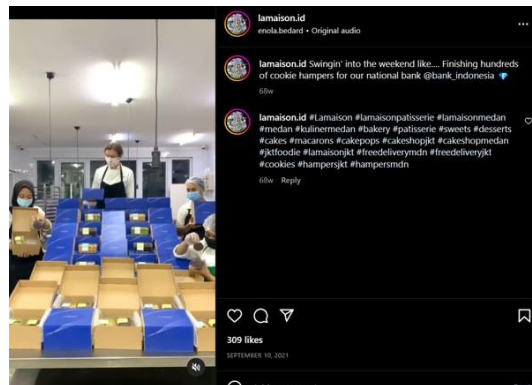 lamaison.id
enola.bedard • Original audio
lamaison.id Swingin' into the weekend like.... Finishing hundreds
of cookie hampers for our national bank @bank_indonesia 💎
68w
lamaison.id #Lamaison #lamaisonpatisserie #lamaisonmedan
#medan #kulinermedan #bakery #patisserie #sweets #desserts
#cakes #macarons #cakepops #cakeshopjkt #cakeshopmedan
#jktfoodie #lamaisonjkt #freedeliverymdn #freedeliveryjkt
#cookies #hampersjkt #hampersmdn
68w Reply
309 likes
SEPTEMBER 10, 2021